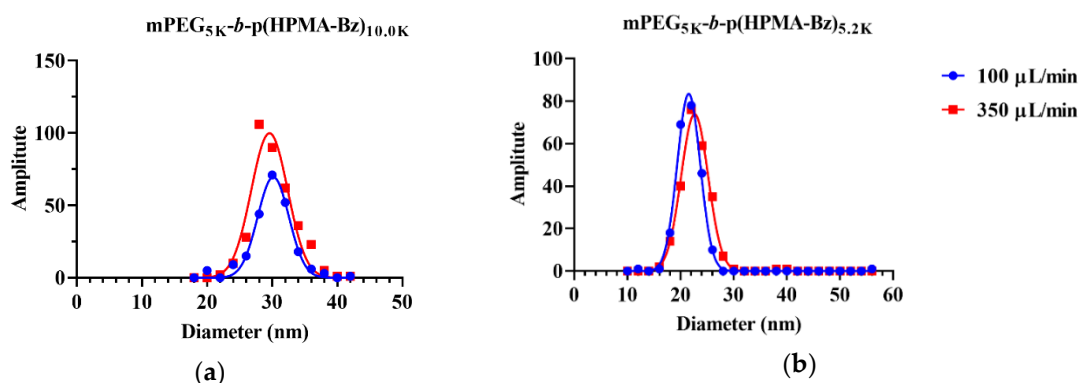 mPEG5K-b-p(HPMA-Bz)10.0K
150
100
50
0
Amplitute
0 10 20 30 40 50
Diameter (nm)
(a)
mPEG5K-b-p(HPMA-Bz)5.2K
100
80
60
40
20
0
Amplitute
0 10 20 30 40 50 60
Diameter (nm)
(b)
100 μL/min
350 μL/min